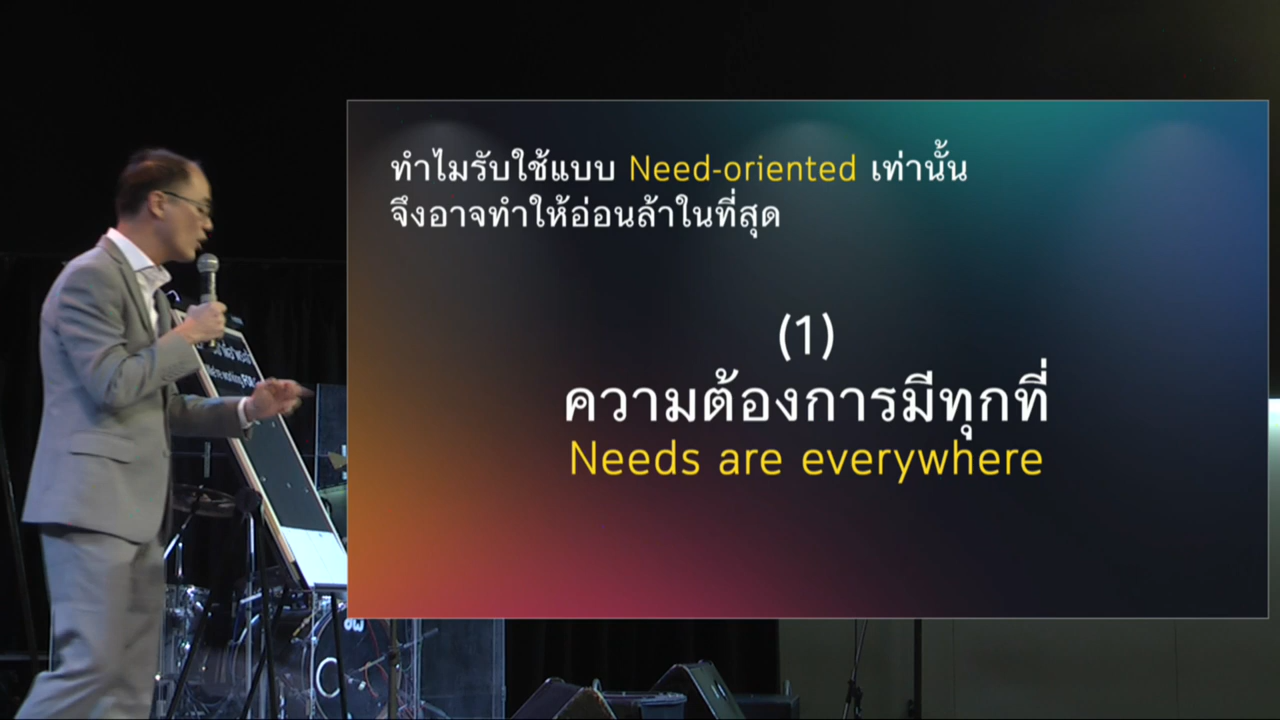 ทำไมรับใช้แบบ Need-oriented เท่านั้น
จึงอาจทำให้อ่อนล้าในที่สุด
(1)
ความต้องการมีทุกที่
Needs are everywhere